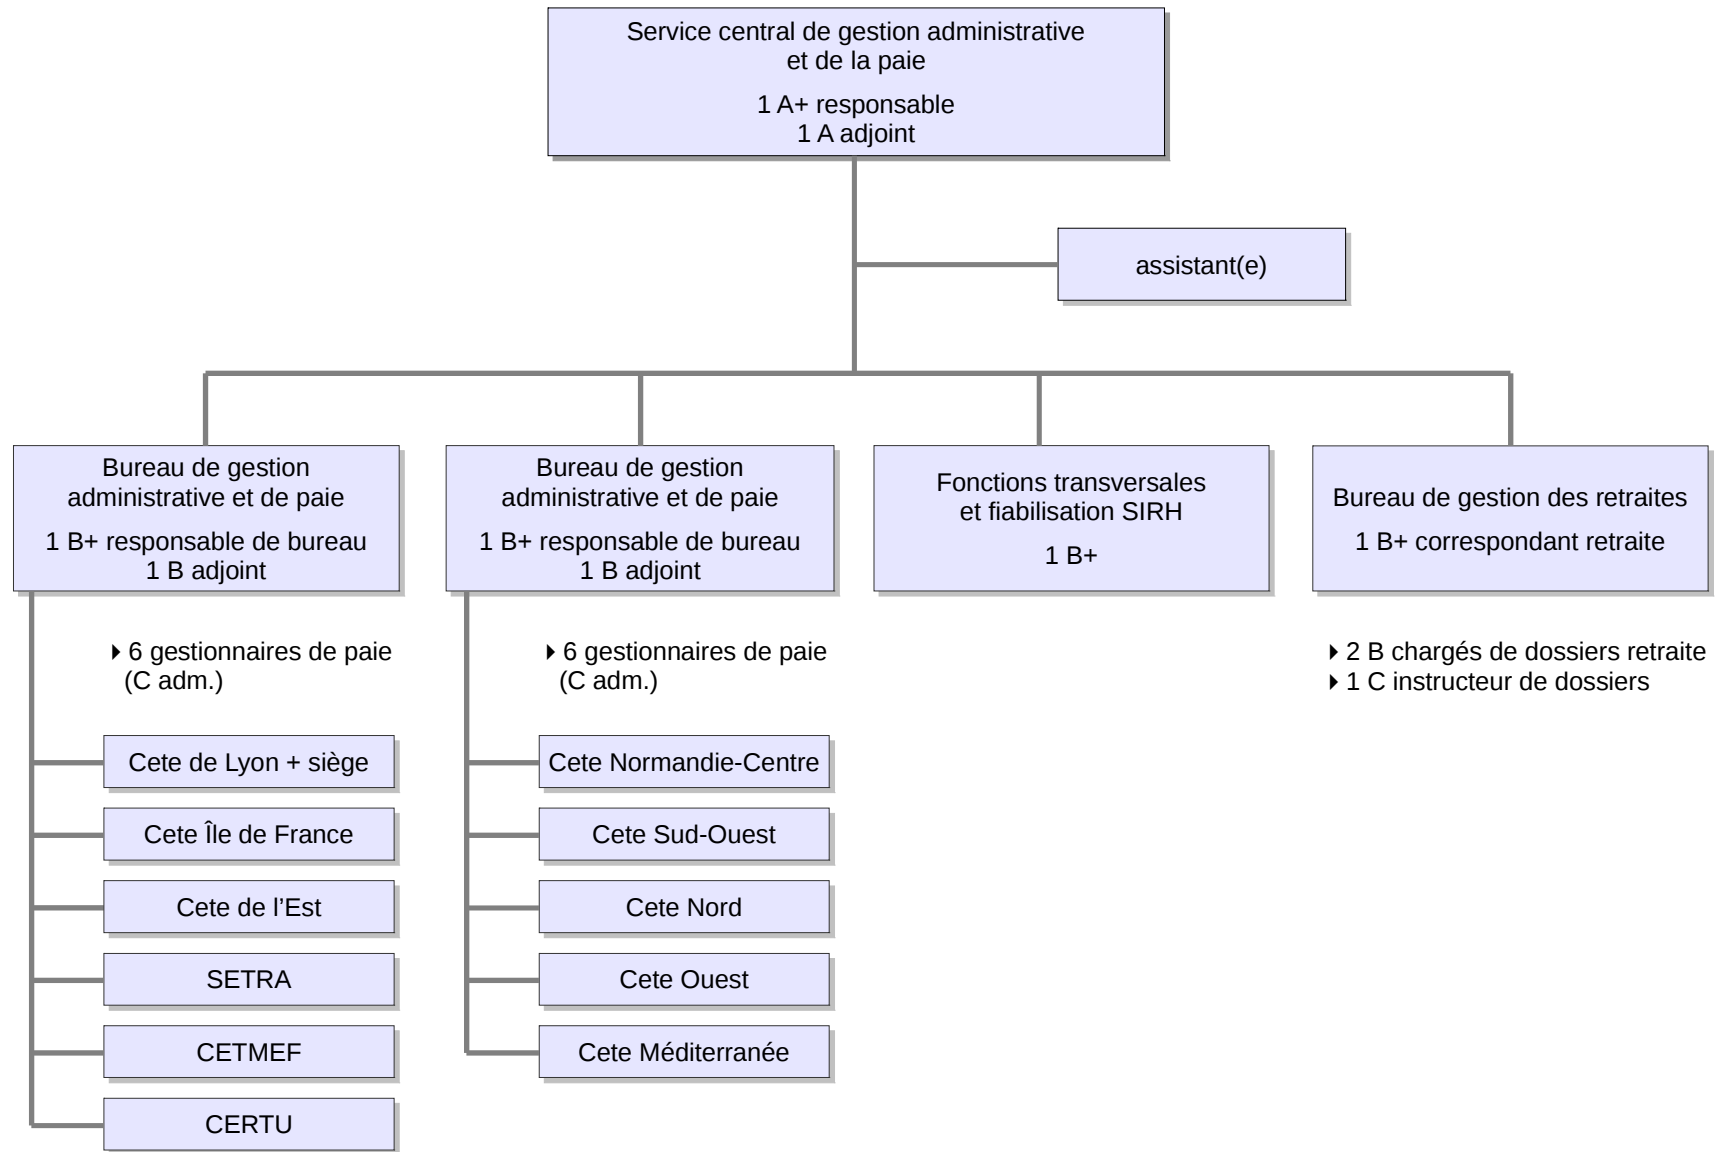 Service central de gestion administrative
et de la paie
1 A+ responsable
1 A adjoint
assistant(e)
Bureau de gestion
administrative et de paie
1 B+ responsable de bureau
1 B adjoint
Bureau de gestion
administrative et de paie
1 B+ responsable de bureau
1 B adjoint
Fonctions transversales
et fiabilisation SIRH
1 B+
Bureau de gestion des retraites
1 B+ correspondant retraite
6 gestionnaires de paie
(C adm.)
6 gestionnaires de paie
(C adm.)
2 B chargés de dossiers retraite
1 C instructeur de dossiers
Cete de Lyon + siège
Cete Île de France
Cete de l’Est
SETRA
CETMEF
CERTU
Cete Normandie-Centre
Cete Sud-Ouest
Cete Nord
Cete Ouest
Cete Méditerranée